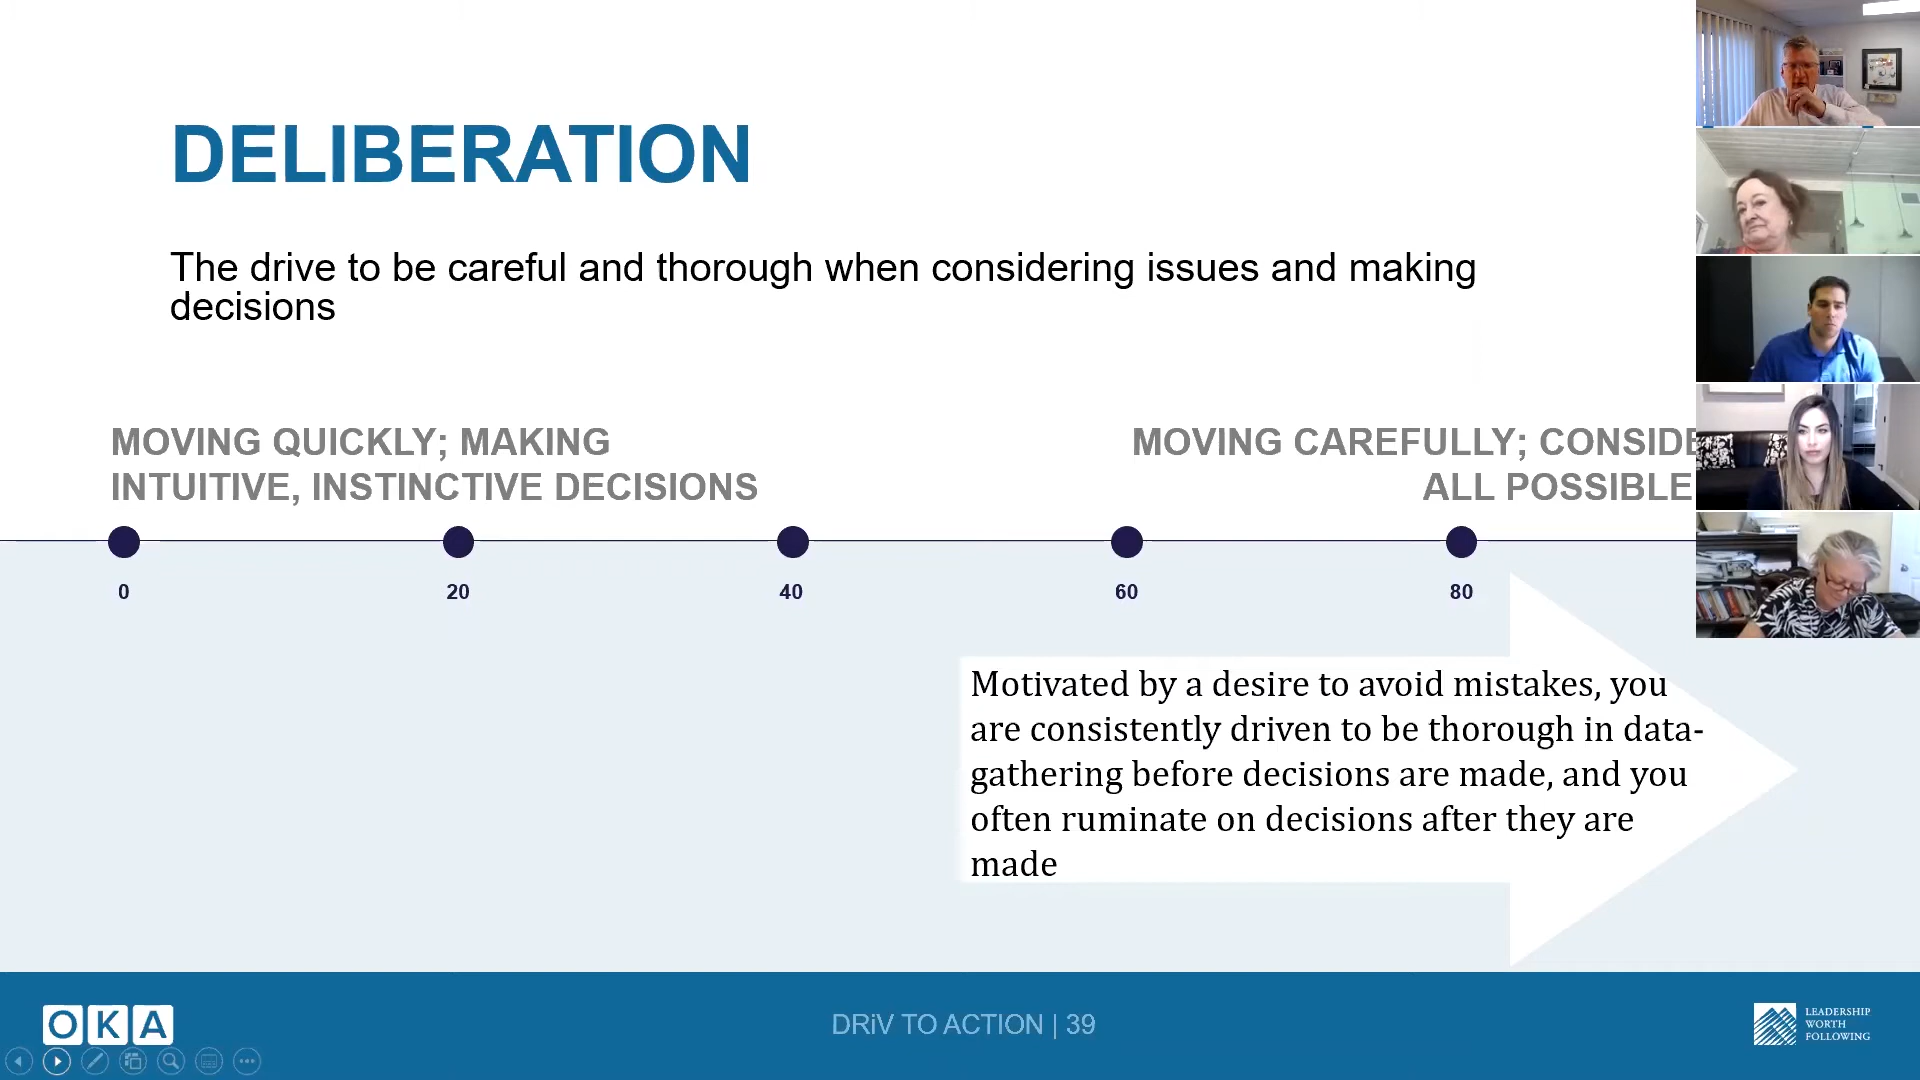 DELIBERATION
The drive to be careful and thorough when considering issues and making
decisions
MOVING QUICKLY; MAKING
INTUITIVE, INSTINCTIVE DECISIONS
MOVING CAREFULLY; CONSIDE
ALL POSSIBLE
0
20
40
60
80
Motivated by a desire to avoid mistakes, you
are consistently driven to be thorough in data-
gathering before decisions are made, and you
often ruminate on decisions after they are
made
OKA
DRiV TO ACTION | 39
LEADERSHIP
WORTH
FOLLOWING